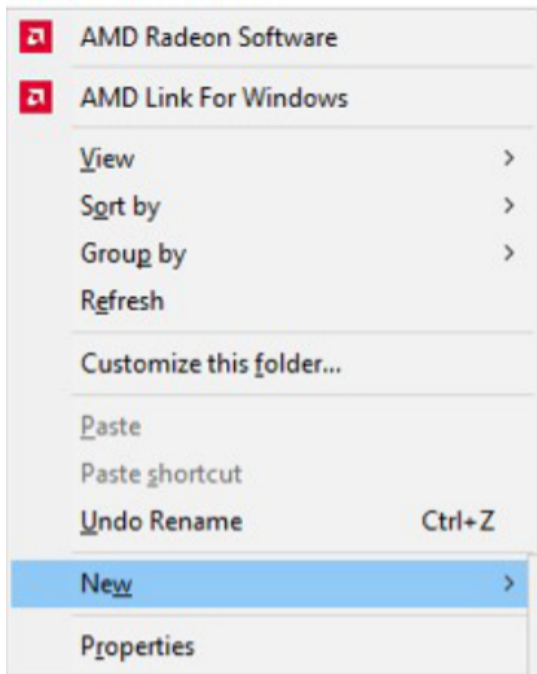 AMD Radeon Software
AMD Link For Windows
View
Sort by
Group by
Refresh
Customize this folder...
Paste
Paste shortcut
Undo Rename Ctrl+Z
New
Properties